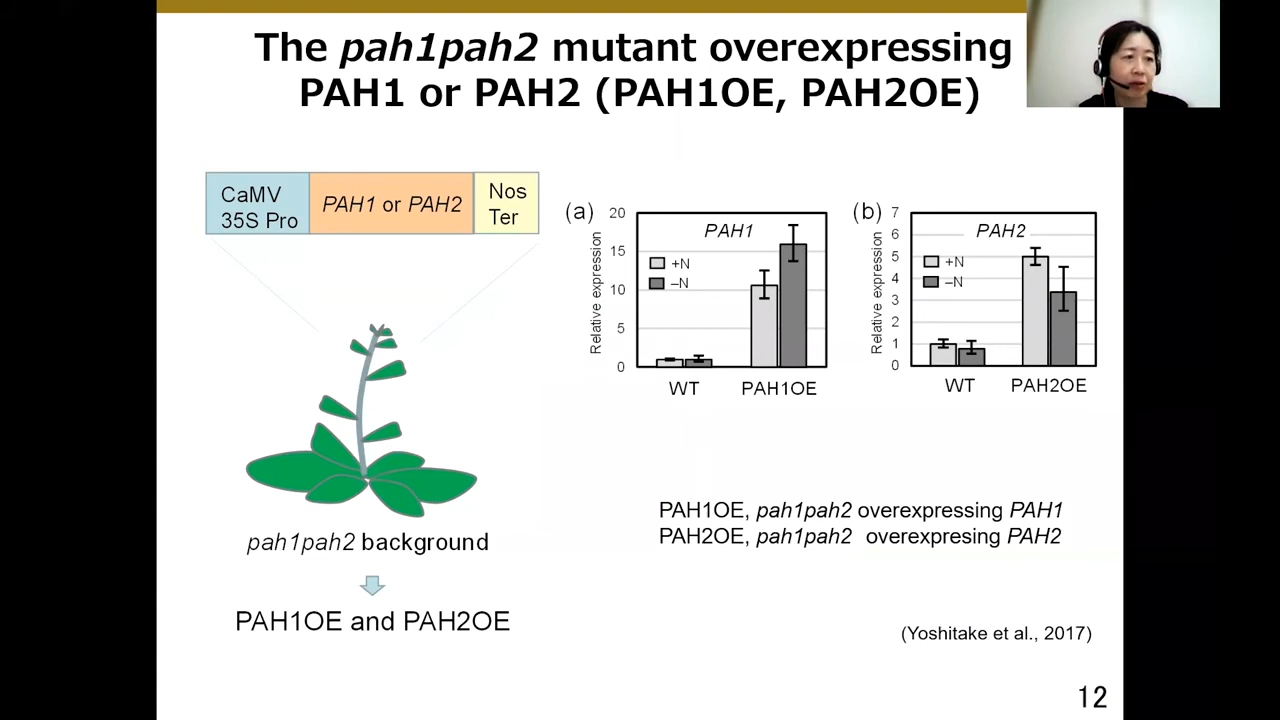 The pah1pah2 mutant overexpressing
PAH1 or PAH2 (PAH1OE, PAH2OE)
CaMV
35S Pro
PAH1 or PAH2
Nos
Ter
(a)
Relative expression
20
15
10
5
0
PAH1
+N
–N
WT
PAH1OE
(b)
Relative expression
7
6
5
4
3
2
1
0
PAH2
+N
–N
WT
PAH2OE
pah1pah2 background
PAH1OE and PAH2OE
PAH1OE, pah1pah2 overexpressing PAH1
PAH2OE, pah1pah2 overexpresing PAH2
(Yoshitake et al., 2017)
12